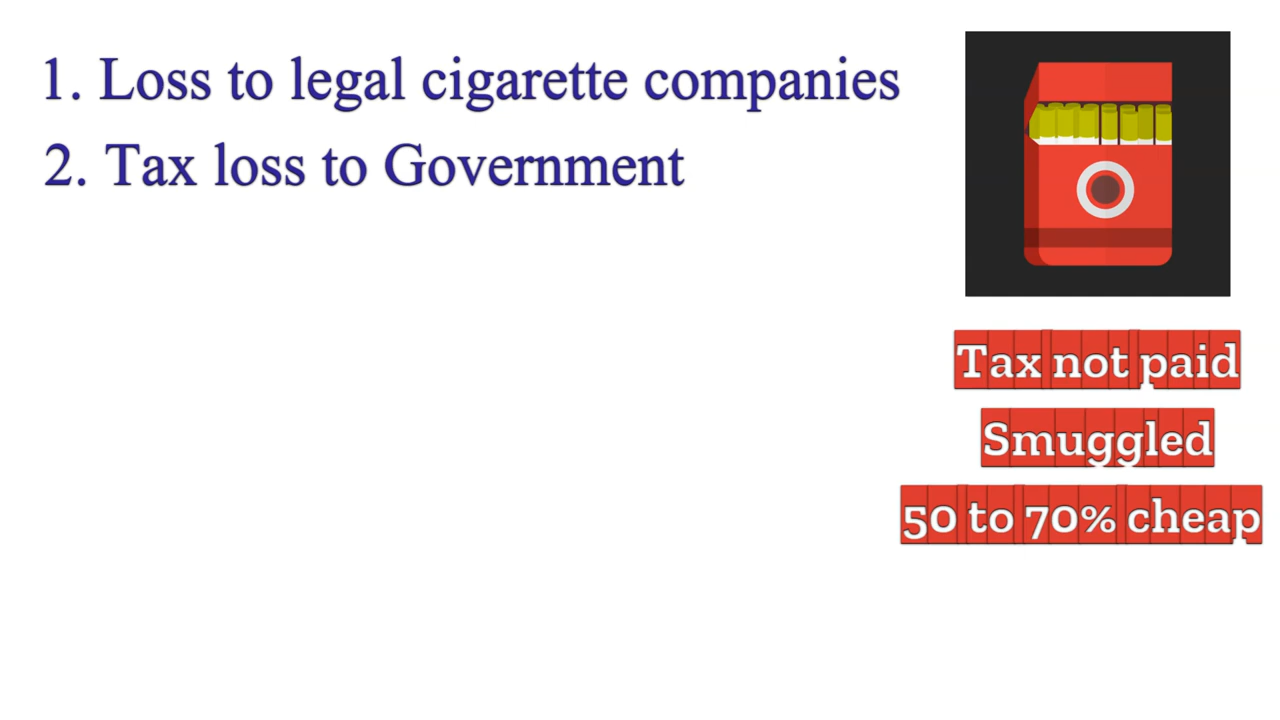 1. Loss to legal cigarette companies
2. Tax loss to Government
Tax not paid
Smuggled
50 to 70% cheap